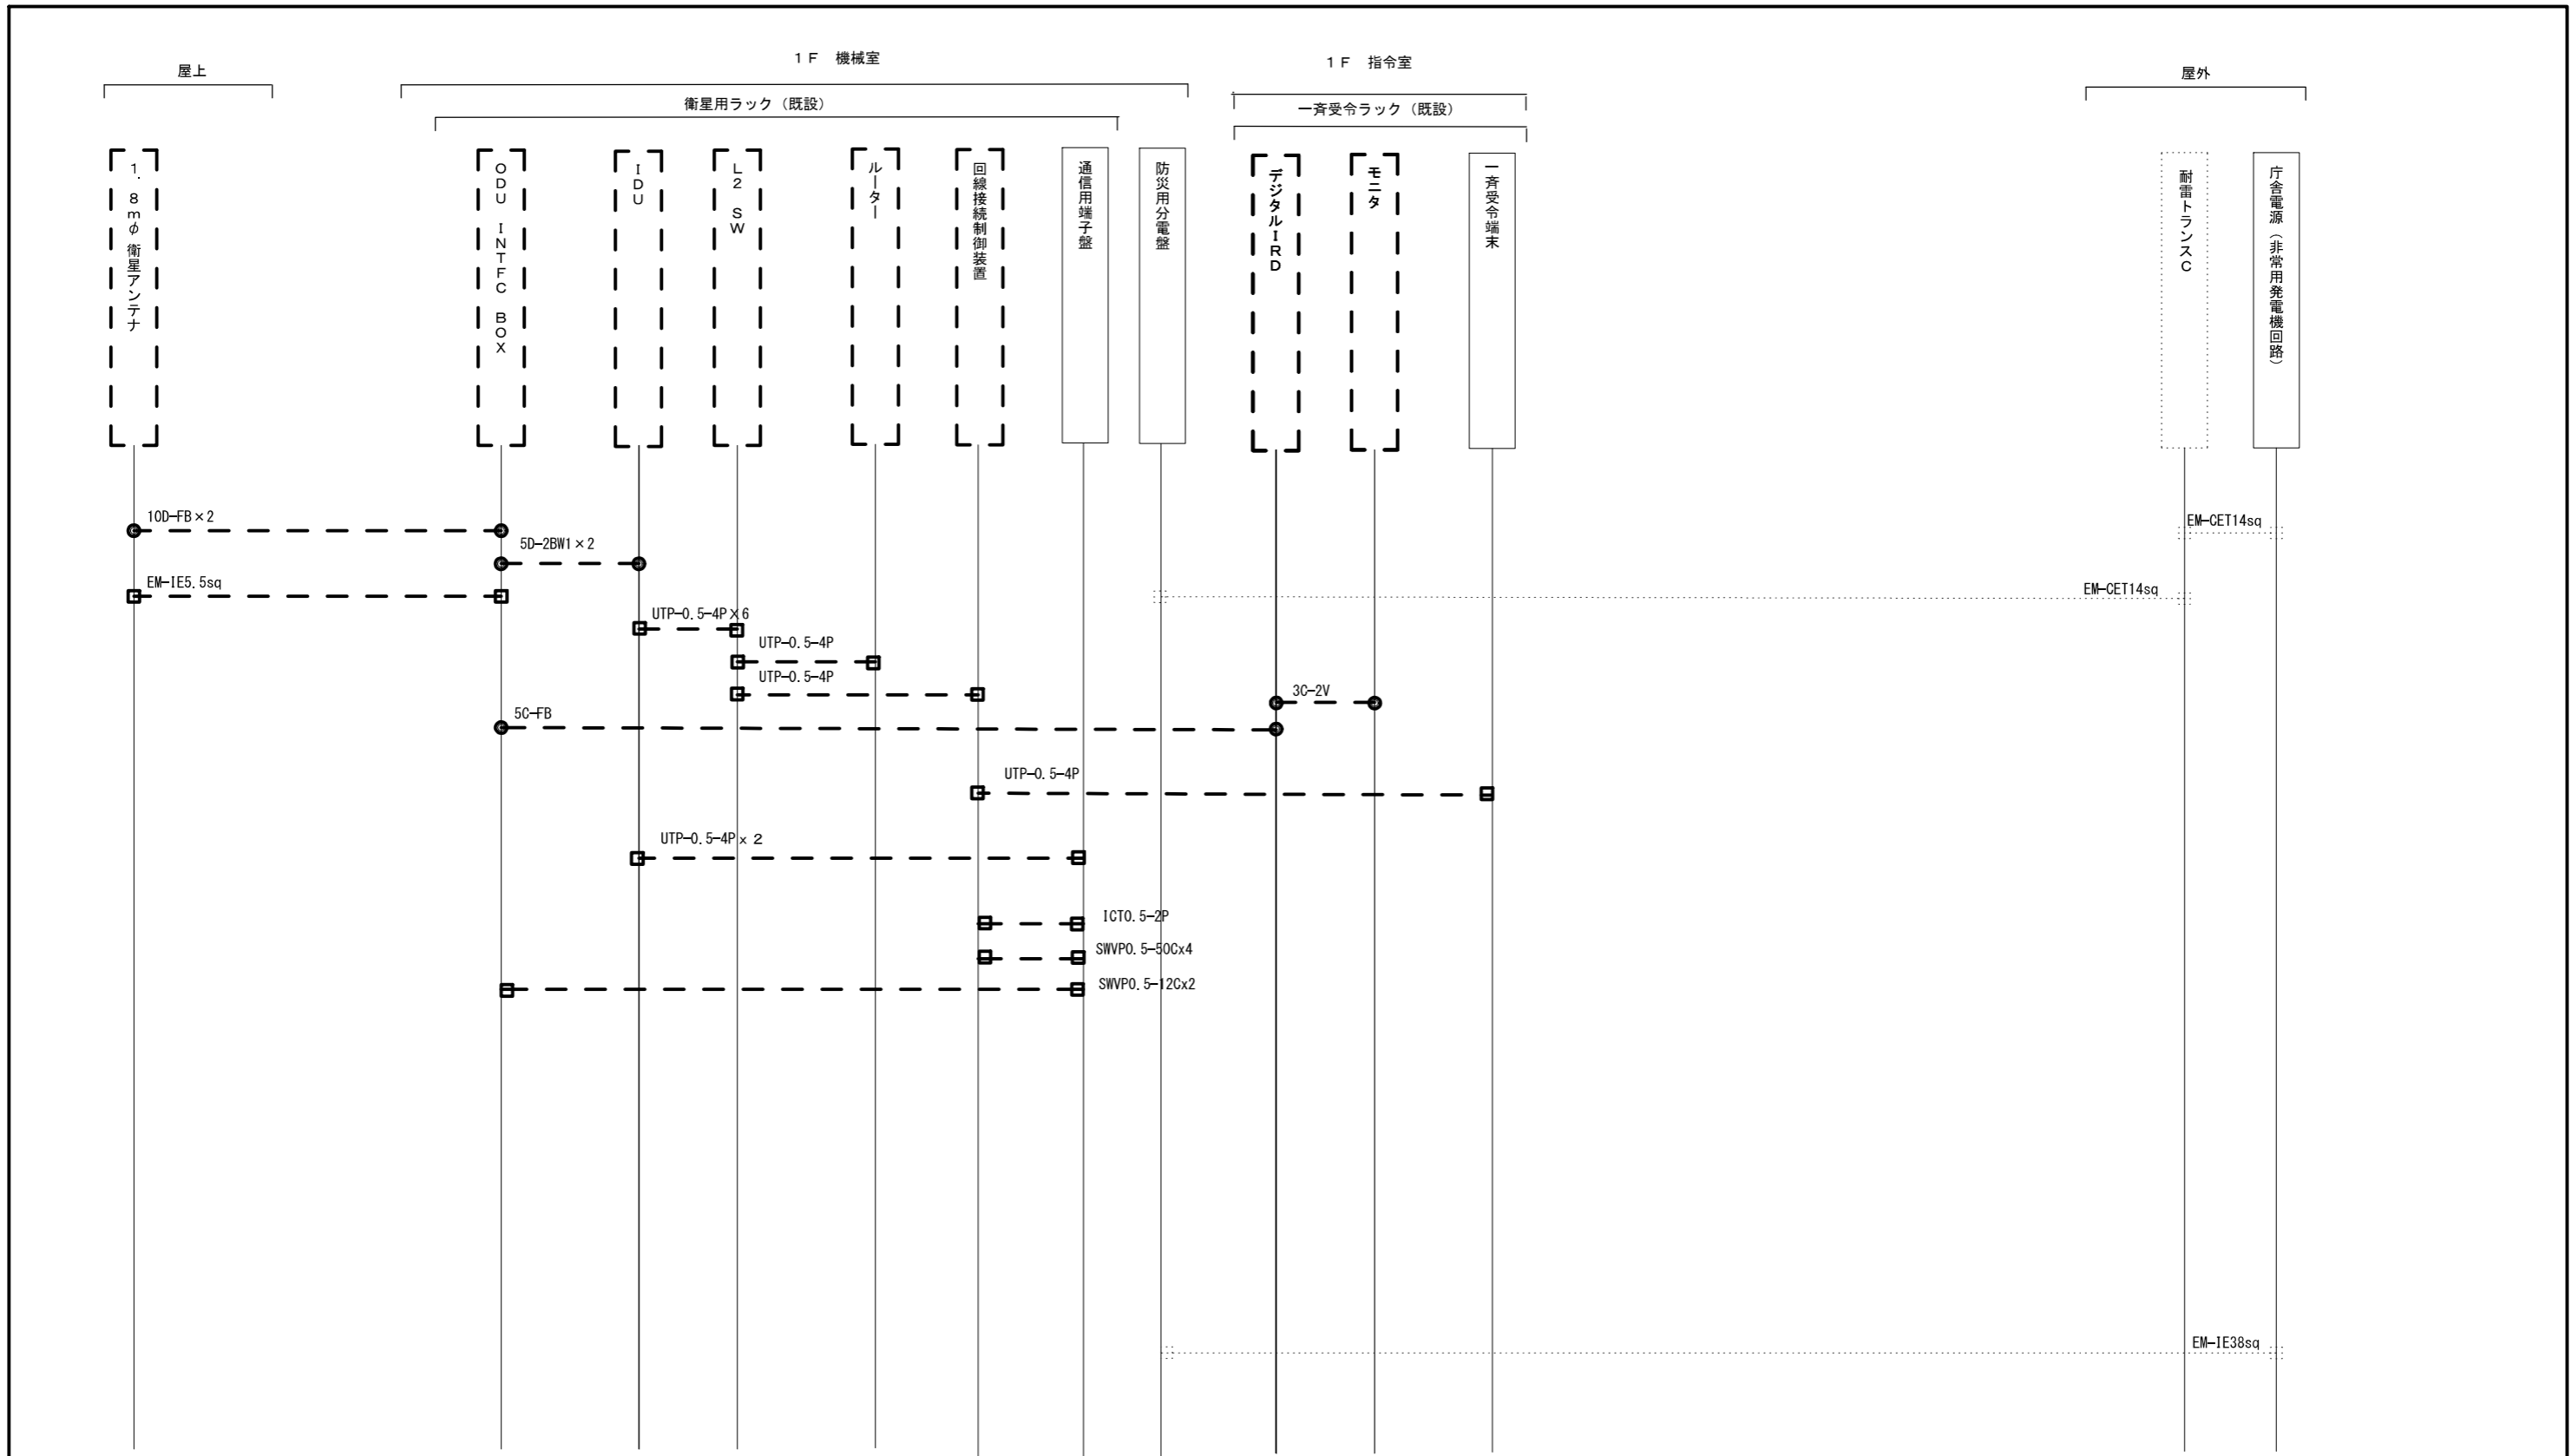 屋上
1F 機械室
1F 指令室
屋外
衛星用ラック（既設）
一斉受令ラック（既設）
1.8mφ 衛星アンテナ
ODU INTFC BOX
IDU
L2 SW
ルーター
回線接続制御装置
通信用端子盤
防災用分電盤
デジタルIRD
モニタ
一斉受令端末
耐雷トランスC
庁舎電源（非常用発電機回路）
10D-FB×2
EM-CET14sq
5D-2BW1×2
EM-IE5.5sq
EM-CET14sq
UTP-0.5-4P×6
UTP-0.5-4P
UTP-0.5-4P
3C-2V
5C-FB
UTP-0.5-4P
UTP-0.5-4P×2
ICT0.5-2P
SWVP0.5-50Cx4
SWVP0.5-12Cx2
EM-IE38sq